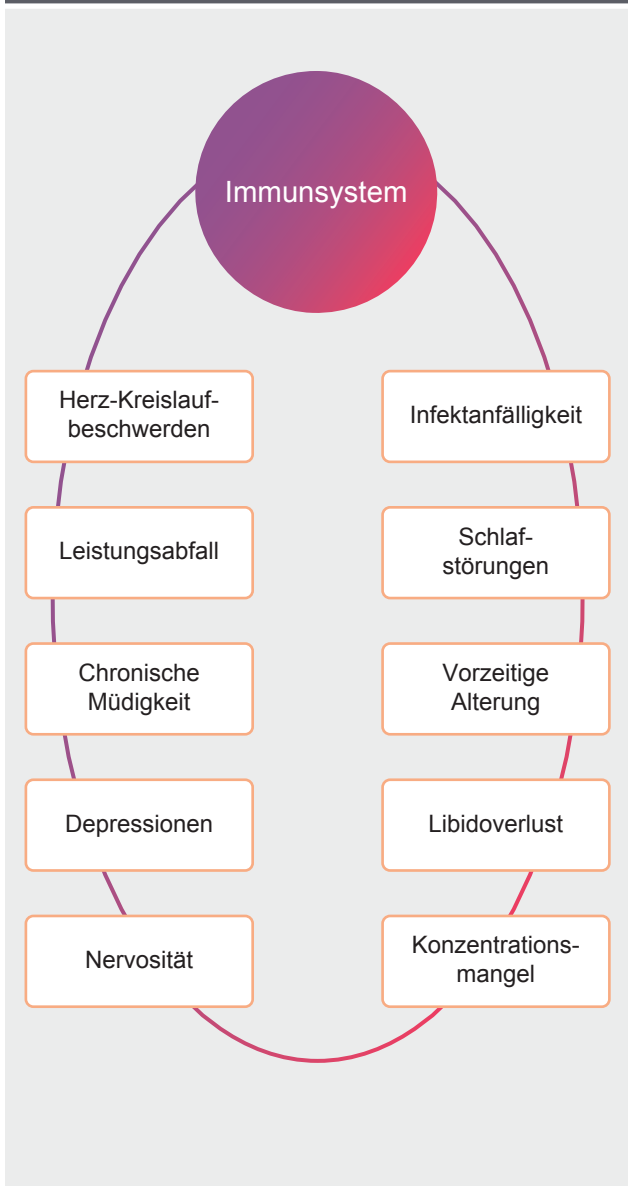 Immunsystem
Herz-Kreislauf-
beschwerden
Infektanfälligkeit
Leistungsabfall
Schlaf-
störungen
Chronische
Müdigkeit
Vorzeitige
Alterung
Depressionen
Libidoverlust
Nervosität
Konzentrations-
mangel